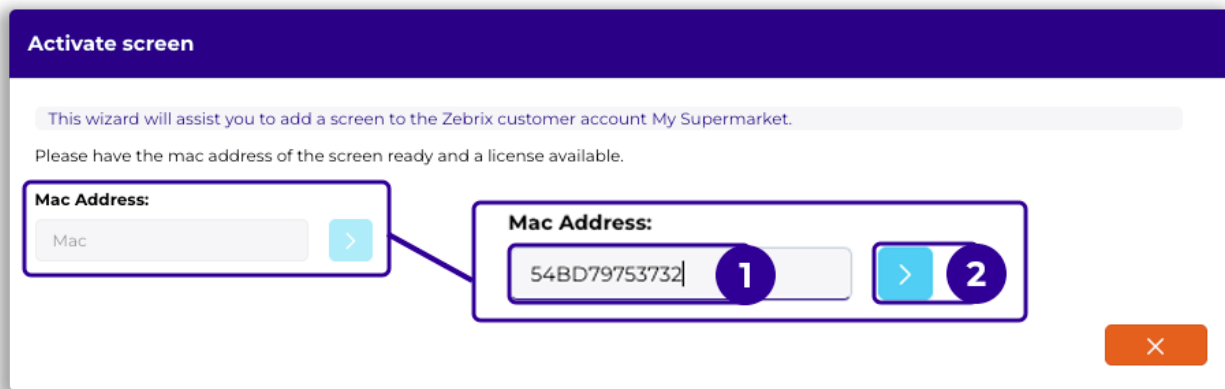 Activate screen
This wizard will assist you to add a screen to the Zebrix customer account My Supermarket.
Please have the mac address of the screen ready and a license available.
Mac Address:
Mac
Mac Address:
54BD79753732
1
2